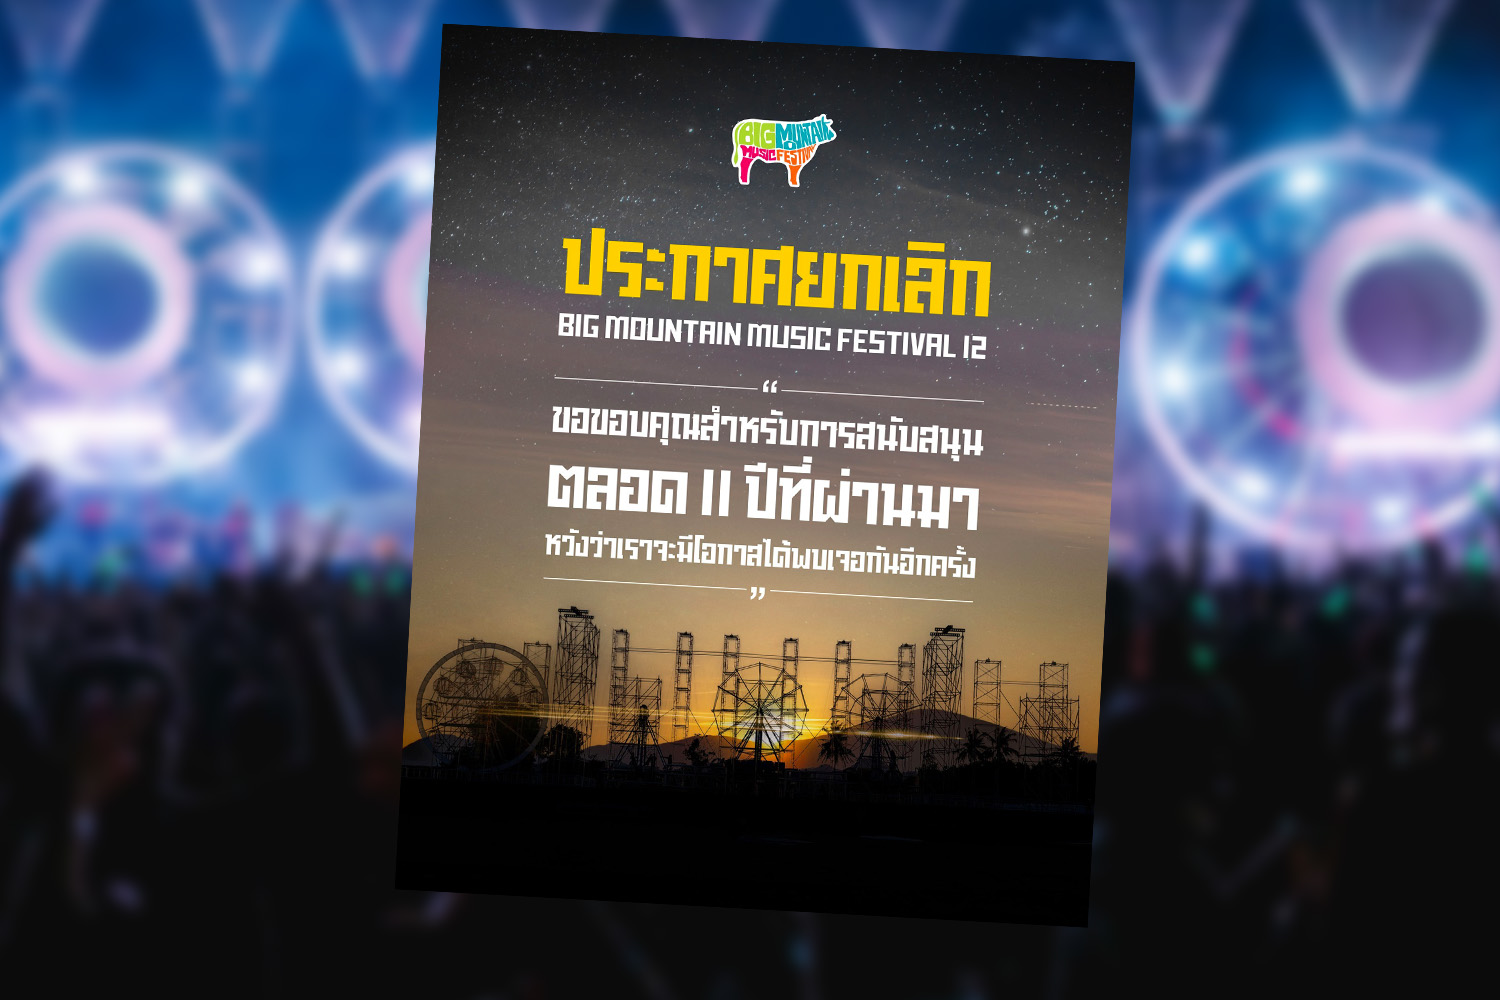 BIG MOUNTAIN
MUSIC FESTIVAL
ประกาศยกเลิก
BIG MOUNTAIN MUSIC FESTIVAL 12
“
ขอขอบคุณสำหรับการสนับสนุน
ตลอด 11 ปีที่ผ่านมา
หวังว่าเราจะมีโอกาสได้พบเจอกันอีกครั้ง
”